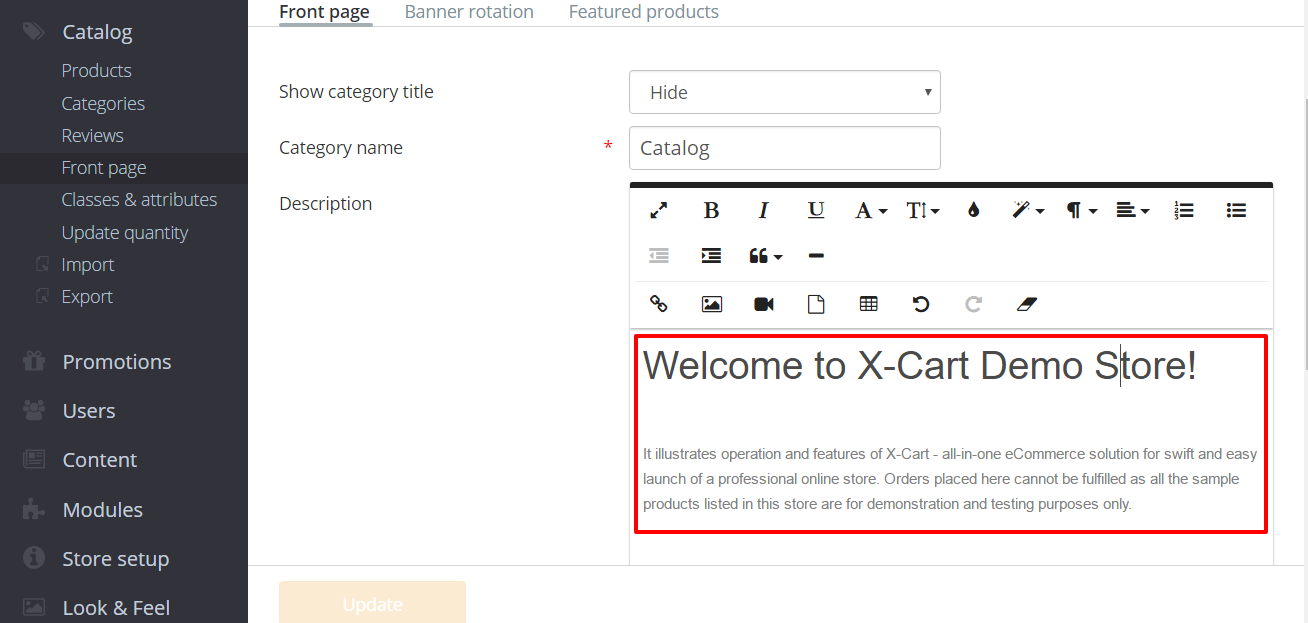 Catalog
Products
Categories
Reviews
Front page
Classes & attributes
Update quantity
Import
Export
Promotions
Users
Content
Modules
Store setup
Look & Feel
Front page Banner rotation Featured products
Show category title Hide
Category name * Catalog
Description
Welcome to X-Cart Demo Store!
It illustrates operation and features of X-Cart - all-in-one eCommerce solution for swift and easy
launch of a professional online store. Orders placed here cannot be fulfilled as all the sample
products listed in this store are for demonstration and testing purposes only.
Update